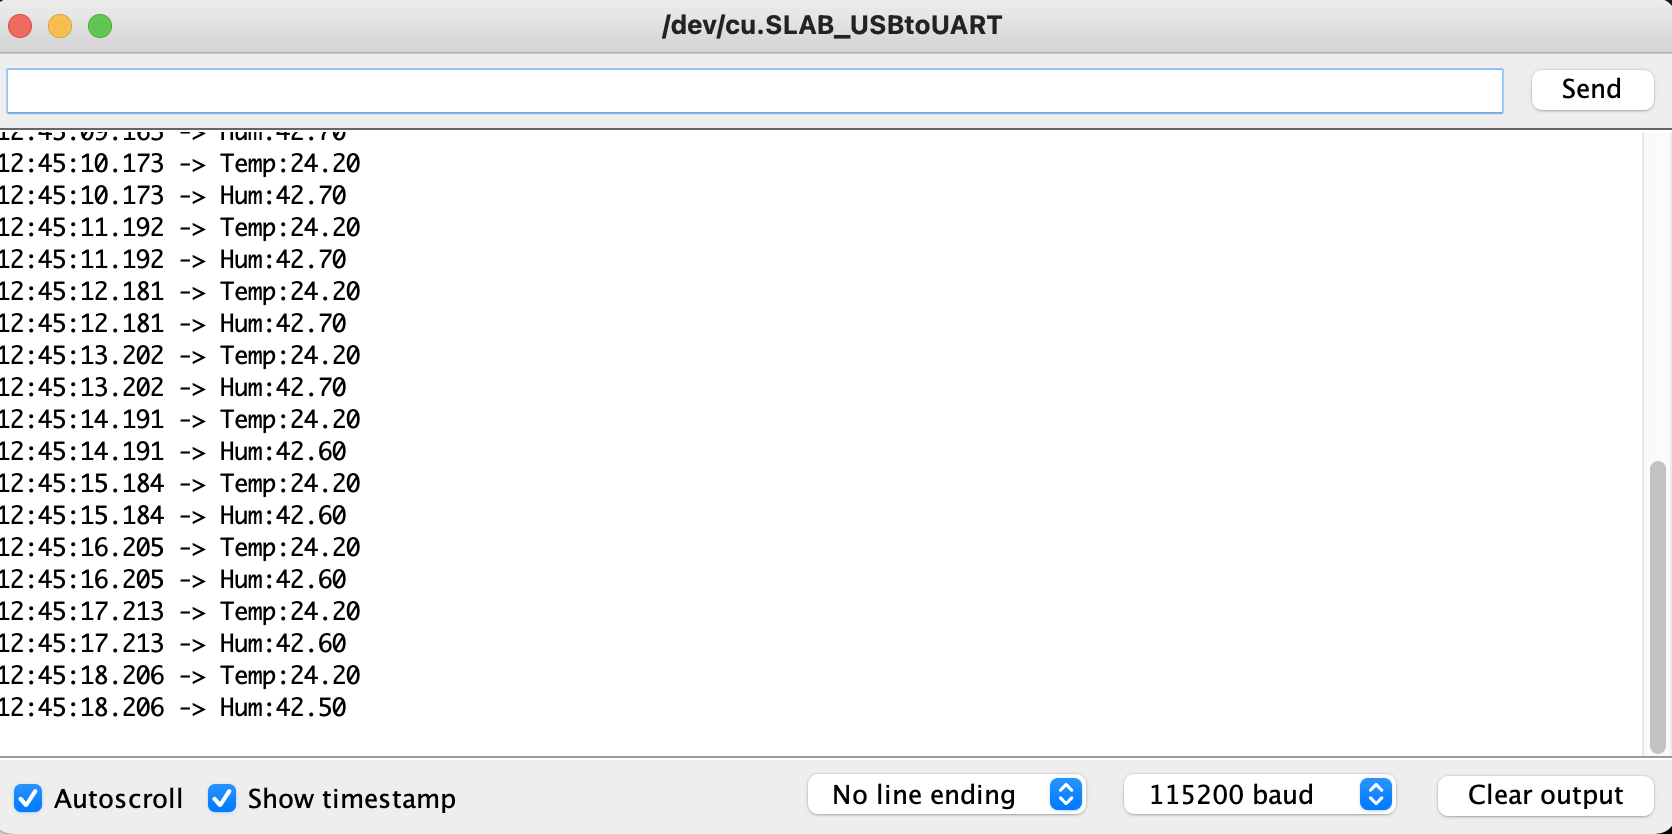 /dev/cu.SLAB_USBtoUART
Send
12:45:09.163 -> Hum:42.70
12:45:10.173 -> Temp:24.20
12:45:10.173 -> Hum:42.70
12:45:11.192 -> Temp:24.20
12:45:11.192 -> Hum:42.70
12:45:12.181 -> Temp:24.20
12:45:12.181 -> Hum:42.70
12:45:13.202 -> Temp:24.20
12:45:13.202 -> Hum:42.70
12:45:14.191 -> Temp:24.20
12:45:14.191 -> Hum:42.60
12:45:15.184 -> Temp:24.20
12:45:15.184 -> Hum:42.60
12:45:16.205 -> Temp:24.20
12:45:16.205 -> Hum:42.60
12:45:17.213 -> Temp:24.20
12:45:17.213 -> Hum:42.60
12:45:18.206 -> Temp:24.20
12:45:18.206 -> Hum:42.50
Autoscroll Show timestamp No line ending 115200 baud Clear output